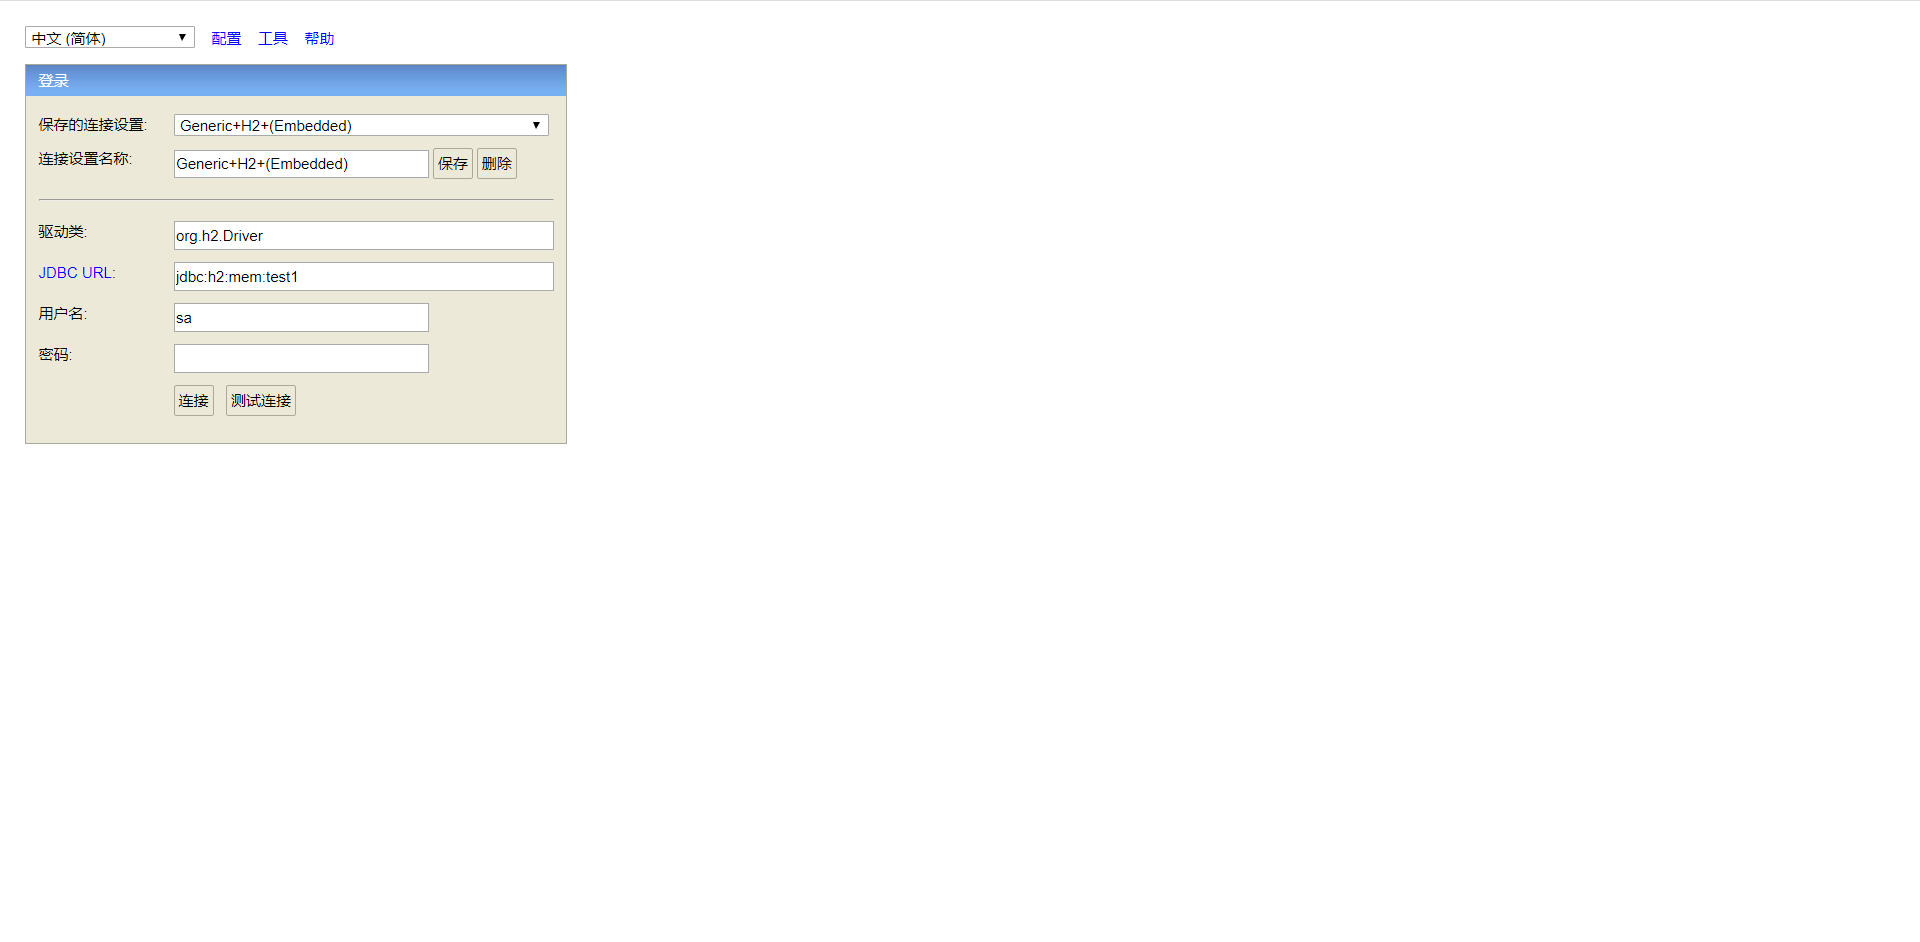 中文 (简体) 配置 工具 帮助
登录
保存的连接设置: Generic+H2+(Embedded)
连接设置名称: Generic+H2+(Embedded) 保存 删除
驱动类: org.h2.Driver
JDBC URL: jdbc:h2:mem:test1
用户名: sa
密码:
连接 测试连接